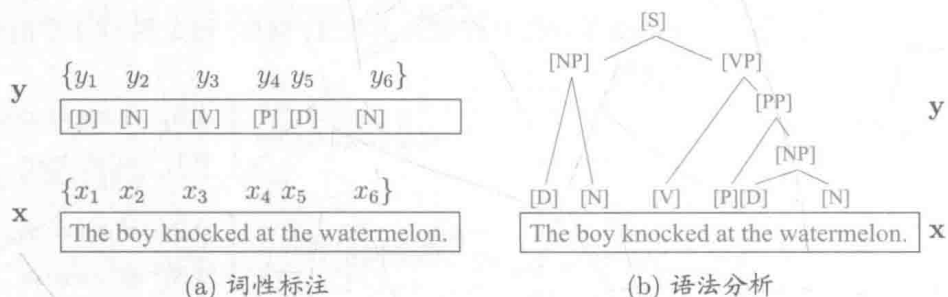 y {y1 y2 y3 y4 y5 y6}
[D] [N] [V] [P] [D] [N]
x {x1 x2 x3 x4 x5 x6}
The boy knocked at the watermelon.
(a) 词性标注
[S]
[NP] [VP]
[PP] y
[NP]
[D] [N] [V] [P][D] [N]
The boy knocked at the watermelon. x
(b) 语法分析